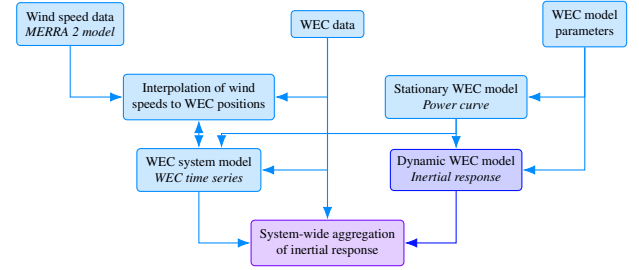 Wind speed data
MERRA 2 model
WEC data
WEC model
parameters
Interpolation of wind
speeds to WEC positions
Stationary WEC model
Power curve
WEC system model
WEC time series
Dynamic WEC model
Inertial response
System-wide aggregation
of inertial response